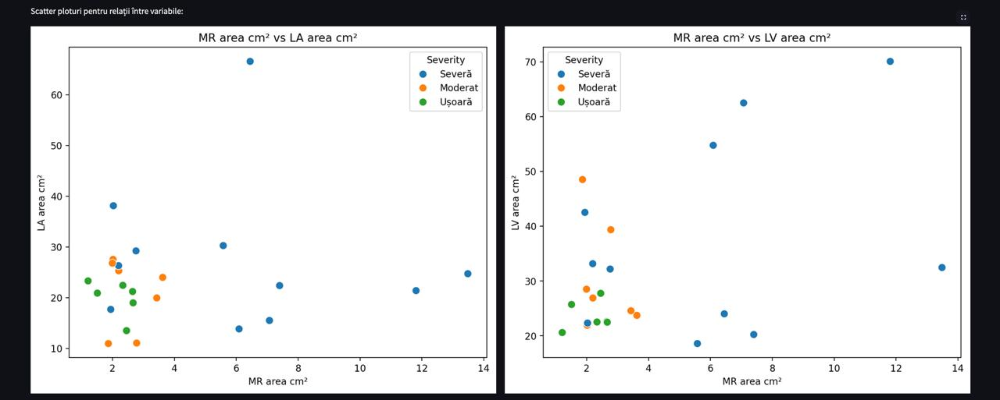 Scatter ploturi pentru relații între variabile:
MR area cm² vs LA area cm²
Severity
Severă
Moderat
Ușoară
60
50
40
30
20
10
LA area cm²
2 4 6 8 10 12 14
MR area cm²
MR area cm² vs LV area cm²
Severity
Severă
Moderat
Ușoară
70
60
50
40
30
20
LV area cm²
2 4 6 8 10 12 14
MR area cm²